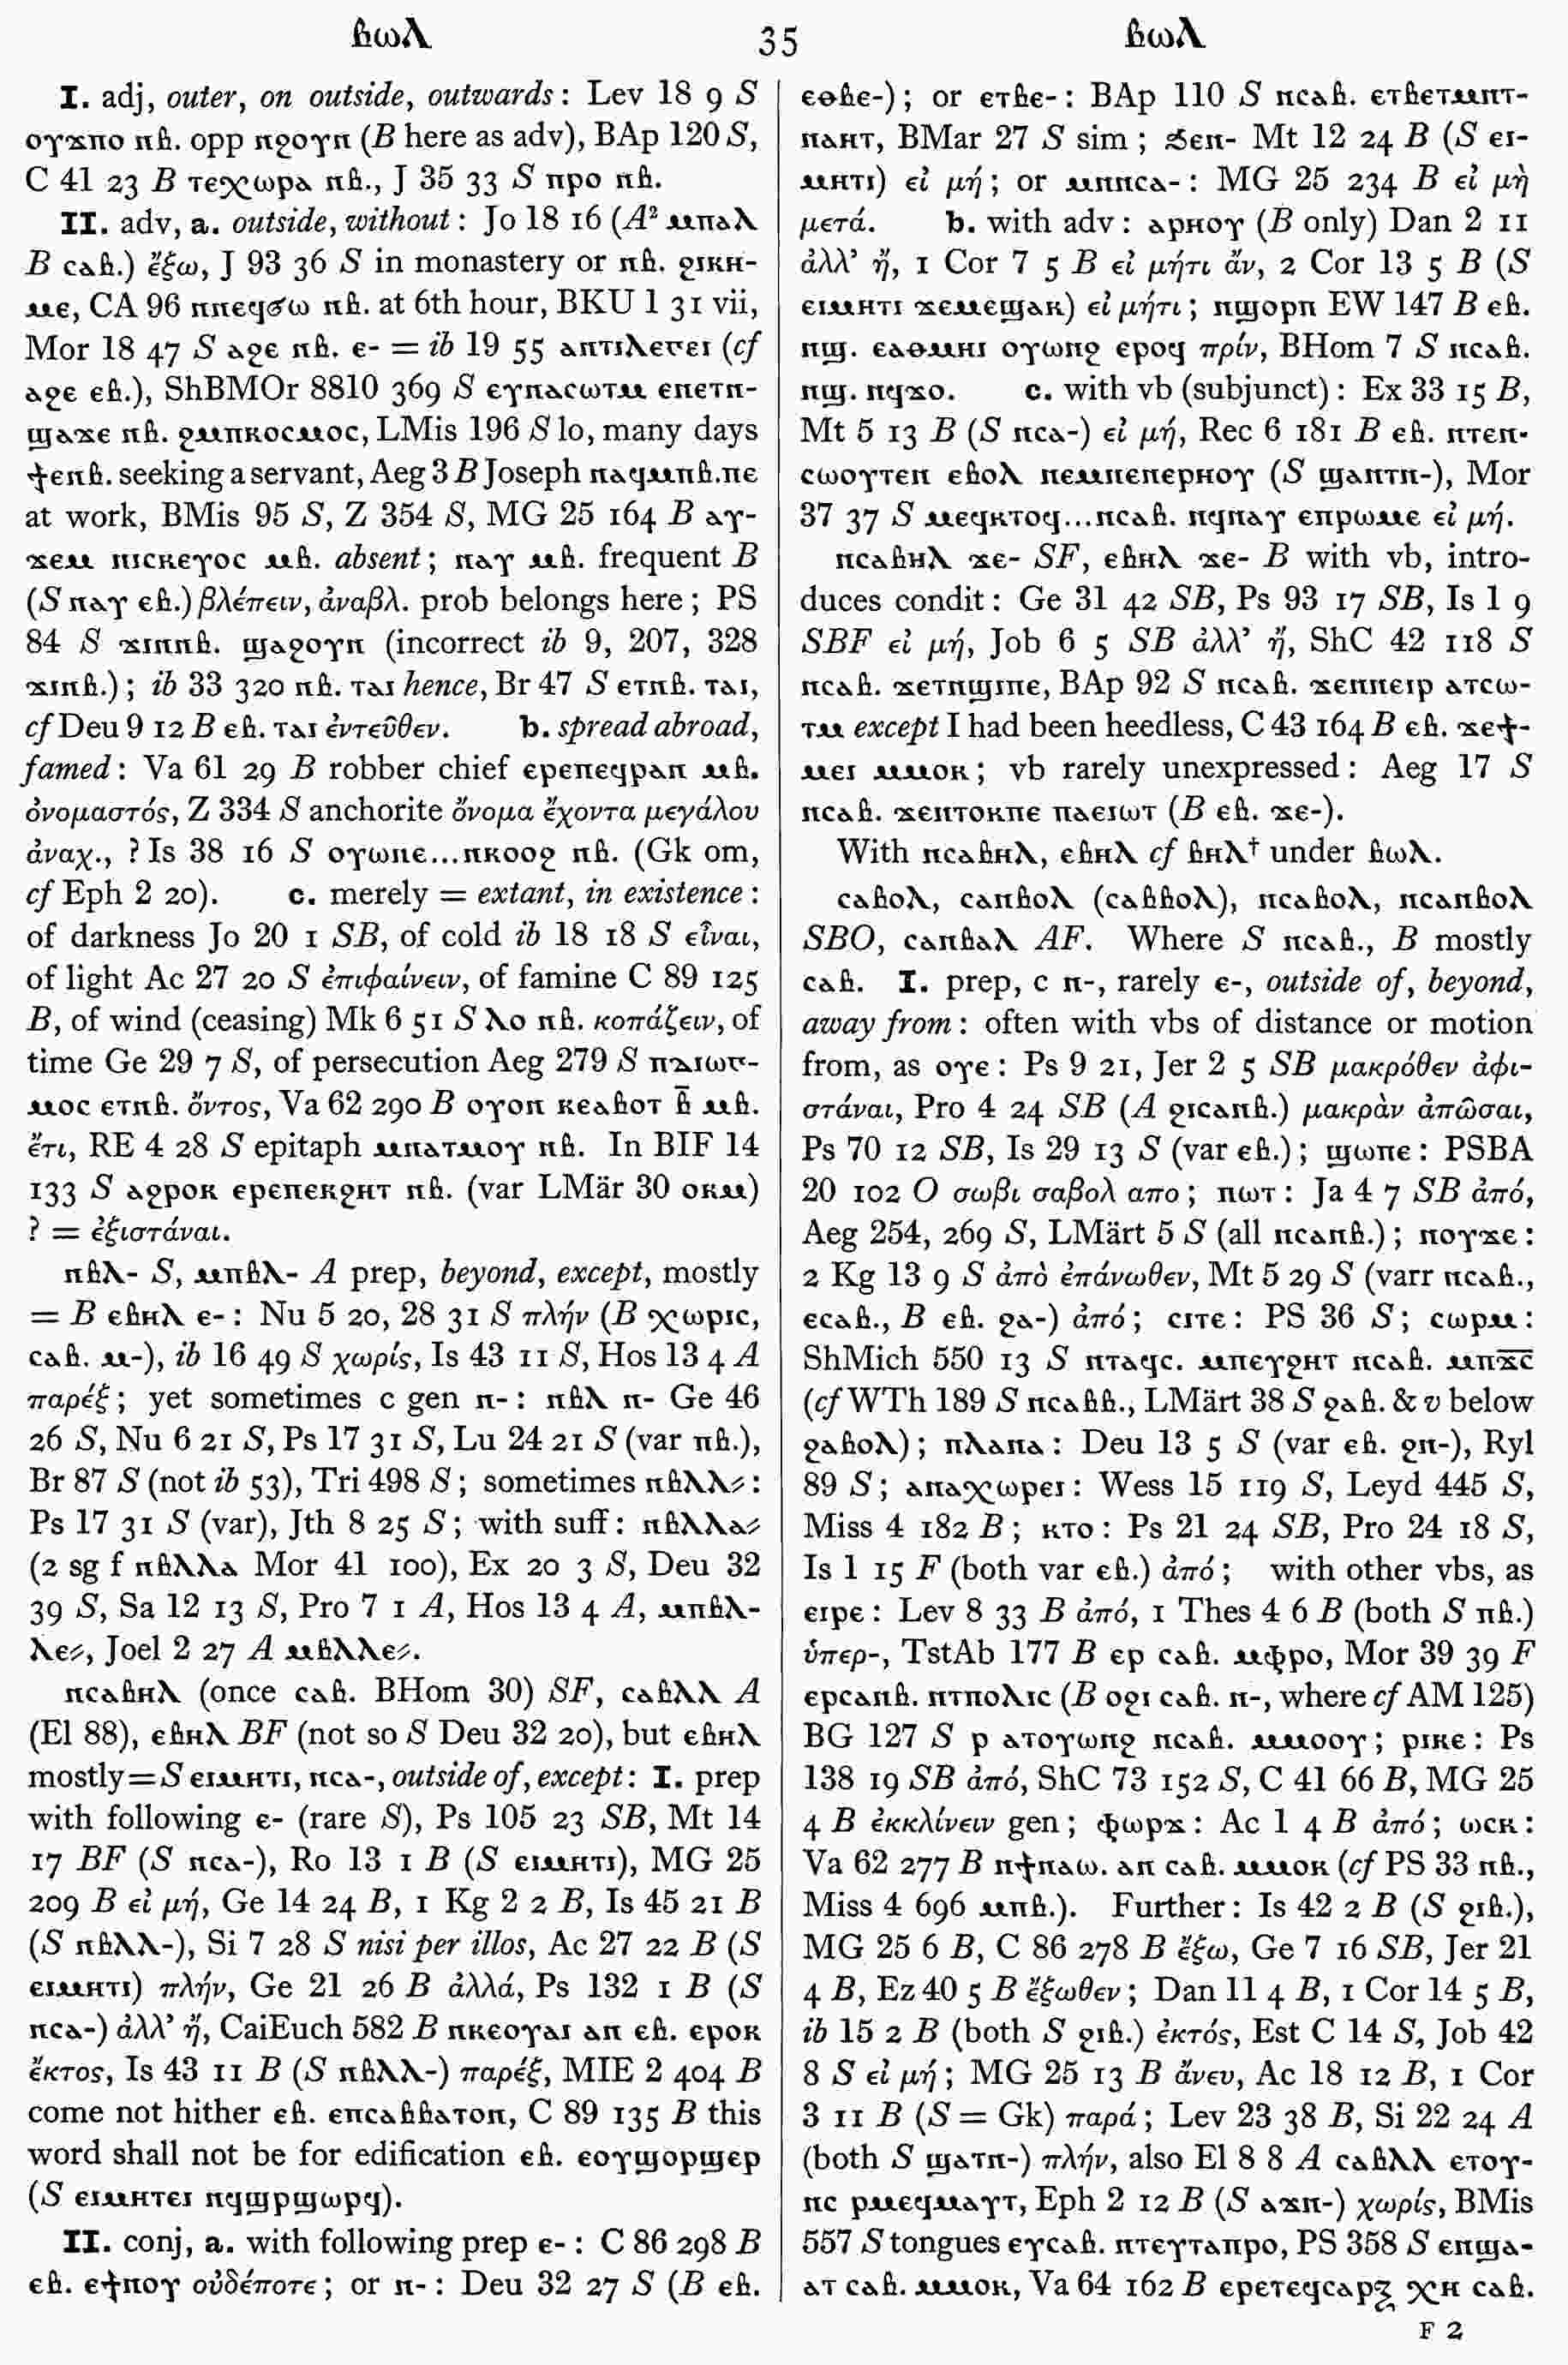 ⲃⲱⲗ
35
ⲃⲱⲗ
I. adj, outer, on outside, outwards: Lev 18 9 S
ⲟⲩϫⲡⲟ ⲛⲃ. opp ⲛϩⲟⲩⲛ (B here as adv), BAp 120 S,
C 41 23 B ⲧⲉⲭⲱⲣⲁ ⲛⲃ., J 35 33 S ⲡⲣⲟ ⲛⲃ.
II. adv, a. outside, without: Jo 18 16 (A² ⲙⲡⲁⲗ
B ⲥⲁⲃ.) ἔξω, J 93 36 S in monastery or ⲛⲃ. ϩⲓⲕⲏ-
ⲙⲉ, CA 96 ⲛⲛⲉϥϭⲱ ⲛⲃ. at 6th hour, BKU 1 31 vii,
Mor 18 47 S ⲁϩⲉ ⲛⲃ. ⲉ- = ib 19 55 ⲁⲛⲧⲓⲗⲉⲅⲉⲓ (cf
ⲁϩⲉ ⲉⲃ.), ShBMOr 8810 369 S ⲉⲩⲛⲁⲥⲱⲧⲙ ⲉⲡⲉⲧⲛ-
ϣⲁϫⲉ ⲛⲃ. ϩⲙⲡⲕⲟⲥⲙⲟⲥ, LMis 196 S lo, many days
ϯⲉⲛⲃ. seeking a servant, Aeg 3 B Joseph ⲛⲁϥⲙⲡⲃ.ⲡⲉ
at work, BMis 95 S, Z 354 S, MG 25 164 B ⲁⲩ-
ϫⲉⲙ ⲡⲓⲥⲕⲉⲩⲟⲥ ⲙⲃ. absent; ⲛⲁⲩ ⲙⲃ. frequent B
(S ⲛⲁⲩ ⲉⲃ.) βλέπειν, ἀναβλ. prob belongs here; PS
84 S ϫⲓⲛⲛⲃ. ϣⲁϩⲟⲩⲛ (incorrect ib 9, 207, 328
ϫⲓⲛⲃ.); ib 33 320 ⲛⲃ. ⲧⲁⲓ hence, Br 47 S ⲉⲧⲛⲃ. ⲧⲁⲓ,
cf Deu 9 12 B ⲉⲃ. ⲧⲁⲓ ἐντεῦθεν. b. spread abroad,
famed: Va 61 29 B robber chief ⲉⲣⲉⲡⲉϥⲣⲁⲛ ⲙⲃ.
ὀνομαστός, Z 334 S anchorite ὄνομα ἔχοντα μεγάλου
ἀναχ., ? Is 38 16 S ⲟⲩⲱⲛⲉ...ⲛⲕⲟⲟϩ ⲛⲃ. (Gk om,
cf Eph 2 20). c. merely = extant, in existence:
of darkness Jo 20 1 SB, of cold ib 18 18 S εἶναι,
of light Ac 27 20 S ἐπιφαίνειν, of famine C 89 125
B, of wind (ceasing) Mk 6 51 S ⲗⲟ ⲛⲃ. κοπάζειν, of
time Ge 29 7 S, of persecution Aeg 279 S ⲡⲇⲓⲱⲅ-
ⲙⲟⲥ ⲉⲧⲛⲃ. ὄντος, Va 62 290 B ⲟⲩⲟⲛ ⲕⲉⲁⲃⲟⲧ ⲃ̅ ⲙⲃ.
ἔτι, RE 4 28 S epitaph ⲙⲡⲁⲧⲙⲟⲩ ⲛⲃ. In BIF 14
133 S ⲁϩⲣⲟⲕ ⲉⲣⲉⲡⲉⲕϩⲏⲧ ⲛⲃ. (var LMär 30 ⲟⲕⲙ)
? = ἐξιστάναι.
ⲛⲃⲗ- S, ⲙⲡⲃⲗ- A prep, beyond, except, mostly
= B ⲉⲃⲏⲗ ⲉ-: Nu 5 20, 28 31 S πλήν (B ⲭⲱⲣⲓⲥ,
ⲥⲁⲃ. ⲙ-), ib 16 49 S χωρίς, Is 43 11 S, Hos 13 4 A
παρέξ; yet sometimes c gen ⲛ-: ⲛⲃⲗ ⲛ- Ge 46
26 S, Nu 6 21 S, Ps 17 31 S, Lu 24 21 S (var ⲛⲃ.),
Br 87 S (not ib 53), Tri 498 S; sometimes ⲛⲃⲗⲗ⸗:
Ps 17 31 S (var), Jth 8 25 S; with suff: ⲛⲃⲗⲗⲁ⸗
(2 sg f ⲛⲃⲗⲗⲁ Mor 41 100), Ex 20 3 S, Deu 32
39 S, Sa 12 13 S, Pro 7 1 A, Hos 13 4 A, ⲙⲡⲃⲗ-
ⲗⲉ⸗, Joel 2 27 A ⲙⲃⲗⲗⲉ⸗.
ⲛⲥⲁⲃⲏⲗ (once ⲥⲁⲃ. BHom 30) SF, ⲥⲁⲃⲗⲗ A
(El 88), ⲉⲃⲏⲗ BF (not so S Deu 32 20), but ⲉⲃⲏⲗ
mostly=S ⲉⲓⲙⲏⲧⲓ, ⲛⲥⲁ-, outside of, except: I. prep
with following ⲉ- (rare S), Ps 105 23 SB, Mt 14
17 BF (S ⲛⲥⲁ-), Ro 13 1 B (S ⲉⲓⲙⲏⲧⲓ), MG 25
209 B εἰ μή, Ge 14 24 B, 1 Kg 2 2 B, Is 45 21 B
(S ⲛⲃⲗⲗ-), Si 7 28 S nisi per illos, Ac 27 22 B (S
ⲉⲓⲙⲏⲧⲓ) πλήν, Ge 21 26 B ἀλλά, Ps 132 1 B (S
ⲛⲥⲁ-) ἀλλ’ ἤ, CaiEuch 582 B ⲛⲕⲉⲟⲩⲁⲓ ⲁⲛ ⲉⲃ. ⲉⲣⲟⲕ
ἔκτος, Is 43 11 B (S ⲛⲃⲗⲗ-) παρέξ, MIE 2 404 B
come not hither ⲉⲃ. ⲉⲡⲥⲁⲃⲃⲁⲧⲟⲛ, C 89 135 B this
word shall not be for edification ⲉⲃ. ⲉⲟⲩϣⲟⲣϣⲉⲣ
(S ⲉⲓⲙⲏⲧⲉⲓ ⲛϥϣⲣϣⲱⲣϥ).
II. conj, a. with following prep ⲉ-: C 86 298 B
ⲉⲃ. ⲉϯⲛⲟⲩ οὐδέποτε; or ⲛ-: Deu 32 27 S (B ⲉⲃ.
ⲉⲑⲃⲉ-); or ⲉⲧⲃⲉ-: BAp 110 S ⲛⲥⲁⲃ. ⲉⲧⲃⲉⲧⲙⲛⲧ-
ⲛⲁⲏⲧ, BMar 27 S sim; ϧⲉⲛ- Mt 12 24 B (S ⲉⲓ-
ⲙⲏⲧⲓ) εἰ μή; or ⲙⲛⲛⲥⲁ-: MG 25 234 B εἰ μὴ
μετά. b. with adv: ⲁⲣⲏⲟⲩ (B only) Dan 2 11
ἀλλ’ ἤ, 1 Cor 7 5 B εἰ μήτι ἄν, 2 Cor 13 5 B (S
ⲉⲓⲙⲏⲧⲓ ϫⲉⲙⲉϣⲁⲕ) εἰ μήτι; ⲛϣⲟⲣⲡ EW 147 B ⲉⲃ.
ⲛϣ. ⲉⲁⲑⲙⲏⲓ ⲟⲩⲱⲛϩ ⲉⲣⲟϥ πρίν, BHom 7 S ⲛⲥⲁⲃ.
ⲛϣ. ⲛϥϫⲟ. c. with vb (subjunct): Ex 33 15 B,
Mt 5 13 B (S ⲛⲥⲁ-) εἰ μή, Rec 6 181 B ⲉⲃ. ⲛⲧⲉⲛ-
ⲥⲱⲟⲩⲧⲉⲛ ⲉⲃⲟⲗ ⲛⲉⲙⲛⲉⲛⲉⲣⲏⲟⲩ (S ϣⲁⲛⲧⲛ-), Mor
37 37 S ⲙⲉϥⲕⲧⲟϥ...ⲛⲥⲁⲃ. ⲛϥⲛⲁⲩ ⲉⲡⲣⲱⲙⲉ εἰ μή.
ⲛⲥⲁⲃⲏⲗ ϫⲉ- SF, ⲉⲃⲏⲗ ϫⲉ- B with vb, intro-
duces condit: Ge 31 42 SB, Ps 93 17 SB, Is 1 9
SBF εἰ μή, Job 6 5 SB ἀλλ’ ἤ, ShC 42 118 S
ⲛⲥⲁⲃ. ϫⲉⲧⲛϣⲓⲡⲉ, BAp 92 S ⲛⲥⲁⲃ. ϫⲉⲛⲛⲉⲓⲣ ⲁⲧⲥⲱ-
ⲧⲙ except I had been heedless, C 43 164 B ⲉⲃ. ϫⲉϯ-
ⲙⲉⲓ ⲙⲙⲟⲕ; vb rarely unexpressed: Aeg 17 S
ⲛⲥⲁⲃ. ϫⲉⲛⲧⲟⲕⲡⲉ ⲡⲁⲉⲓⲱⲧ (B ⲉⲃ. ϫⲉ-).
With ⲛⲥⲁⲃⲏⲗ, ⲉⲃⲏⲗ cf ⲃⲏⲗ† under ⲃⲱⲗ.
ⲥⲁⲃⲟⲗ, ⲥⲁⲛⲃⲟⲗ (ⲥⲁⲃⲃⲟⲗ), ⲛⲥⲁⲃⲟⲗ, ⲛⲥⲁⲛⲃⲟⲗ
SBO, ⲥⲁⲛⲃⲁⲗ AF. Where S ⲛⲥⲁⲃ., B mostly
ⲥⲁⲃ. I. prep, c ⲛ-, rarely ⲉ-, outside of, beyond,
away from: often with vbs of distance or motion
from, as ⲟⲩⲉ: Ps 9 21, Jer 2 5 SB μακρόθεν ἀφι-
στάναι, Pro 4 24 SB (A ϩⲓⲥⲁⲛⲃ.) μακρὰν ἀπῶσαι,
Ps 70 12 SB, Is 29 13 S (var ⲉⲃ.); ϣⲱⲡⲉ: PSBA
20 102 O σωβι σαβολ απο; ⲡⲱⲧ: Ja 4 7 SB ἀπό,
Aeg 254, 269 S, LMärt 5 S (all ⲛⲥⲁⲛⲃ.); ⲛⲟⲩϫⲉ:
2 Kg 13 9 S ἀπὸ ἐπάνωθεν, Mt 5 29 S (varr ⲛⲥⲁⲃ.,
ⲉⲥⲁⲃ., B ⲉⲃ. ϩⲁ-) ἀπό; ⲥⲓⲧⲉ: PS 36 S; ⲥⲱⲣⲙ:
ShMich 550 13 S ⲛⲧⲁϥⲥ. ⲙⲡⲉⲩϩⲏⲧ ⲛⲥⲁⲃ. ⲙⲡϫ̅ⲥ̅
(cf WTh 189 S ⲛⲥⲁⲃⲃ., LMärt 38 S ϩⲁⲃ. & v below
ϩⲁⲃⲟⲗ); ⲡⲗⲁⲛⲁ: Deu 13 5 S (var ⲉⲃ. ϩⲛ-), Ryl
89 S; ⲁⲛⲁⲭⲱⲣⲉⲓ: Wess 15 119 S, Leyd 445 S,
Miss 4 182 B; ⲕⲧⲟ: Ps 21 24 SB, Pro 24 18 S,
Is 1 15 F (both var ⲉⲃ.) ἀπό; with other vbs, as
ⲉⲓⲣⲉ: Lev 8 33 B ἀπό, 1 Thes 4 6 B (both S ⲛⲃ.)
ὑπερ-, TstAb 177 B ⲉⲣ ⲥⲁⲃ. ⲙⲫⲣⲟ, Mor 39 39 F
ⲉⲣⲥⲁⲛⲃ. ⲛⲧⲡⲟⲗⲓⲥ (B ⲟϩⲓ ⲥⲁⲃ. ⲛ-, where cf AM 125)
BG 127 S ⲣ ⲁⲧⲟⲩⲱⲛϩ ⲛⲥⲁⲃ. ⲙⲙⲟⲟⲩ; ⲣⲓⲕⲉ: Ps
138 19 SB ἀπό, ShC 73 152 S, C 41 66 B, MG 25
4 B ἐκκλίνειν gen; ⲫⲱⲣϫ: Ac 1 4 B ἀπό; ⲱⲥⲕ:
Va 62 277 B ⲛϯⲛⲁⲱ. ⲁⲛ ⲥⲁⲃ. ⲙⲙⲟⲕ (cf PS 33 ⲛⲃ.,
Miss 4 696 ⲙⲡⲃ.). Further: Is 42 2 B (S ϩⲓⲃ.),
MG 25 6 B, C 86 278 B ἔξω, Ge 7 16 SB, Jer 21
4 B, Ez 40 5 B ἔξωθεν; Dan 11 4 B, 1 Cor 14 5 B,
ib 15 2 B (both S ϩⲓⲃ.) ἐκτός, Est C 14 S, Job 42
8 S εἰ μή; MG 25 13 B ἄνευ, Ac 18 12 B, 1 Cor
3 11 B (S = Gk) παρά; Lev 23 38 B, Si 22 24 A
(both S ϣⲁⲧⲛ-) πλήν, also El 8 8 A ⲥⲁⲃⲗⲗ ⲉⲧⲟⲩ-
ⲛⲥ ⲣⲙⲉϥⲙⲁⲩⲧ, Eph 2 12 B (S ⲁϫⲛ-) χωρίς, BMis
557 S tongues ⲉⲩⲥⲁⲃ. ⲛⲧⲉⲩⲧⲁⲡⲣⲟ, PS 358 S ⲉⲛϣⲁ-
ⲁⲧ ⲥⲁⲃ. ⲙⲙⲟⲕ, Va 64 162 B ⲉⲣⲉⲧⲉϥⲥⲁⲣⲝ ⲭⲏ ⲥⲁⲃ.
F 2